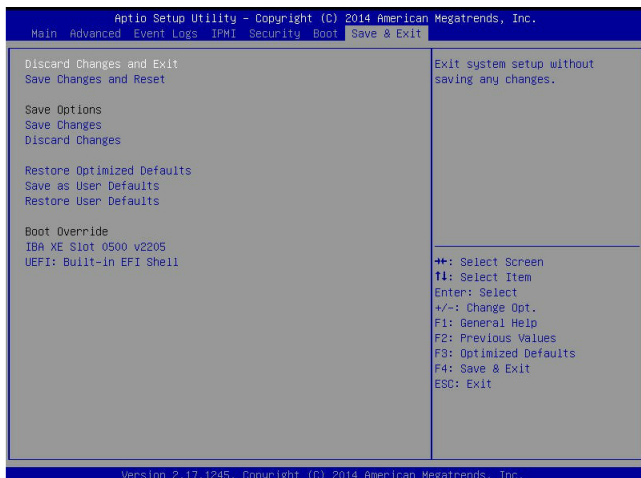 Aptio Setup Utility - Copyright (C) 2014 American Megatrends, Inc.
Main Advanced Event Logs IPMI Security Boot Save & Exit
Discard Changes and Exit
Save Changes and Reset
Save Options
Save Changes
Discard Changes
Restore Optimized Defaults
Save as User Defaults
Restore User Defaults
Boot Override
IBA XE Slot 0500 v2205
UEFI: Built-in EFI Shell
Exit system setup without
saving any changes.
→←: Select Screen
↑↓: Select Item
Enter: Select
+/-: Change Opt.
F1: General Help
F2: Previous Values
F3: Optimized Defaults
F4: Save & Exit
ESC: Exit
Version 2.17.1245. Copyright (C) 2014 American Megatrends, Inc.